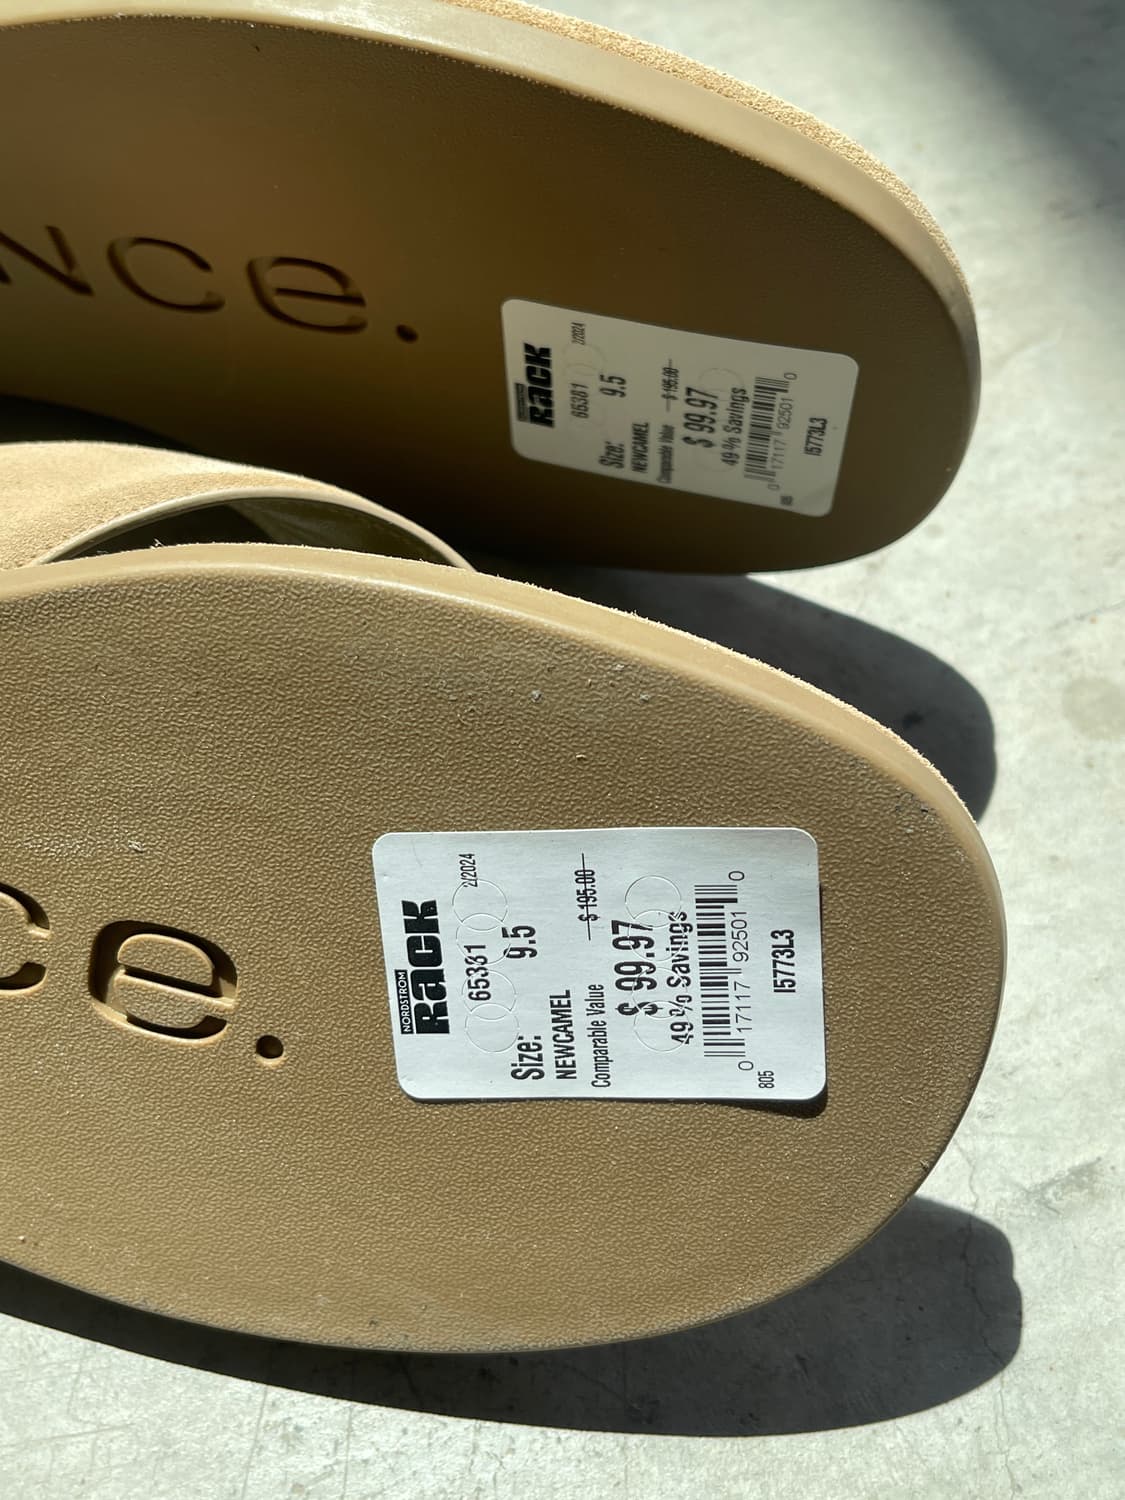 nce.
NORDSTROM
Rack
65381 2/2024
Size: 9.5
NEWCAMEL
Comparable Value $195.00
$99.97
49% Savings
0 17117 92501 0
805 I5773L3
ce.
NORDSTROM
Rack
65381 2/2024
Size: 9.5
NEWCAMEL
Comparable Value $195.00
$99.97
49% Savings
0 17117 92501 0
805 I5773L3